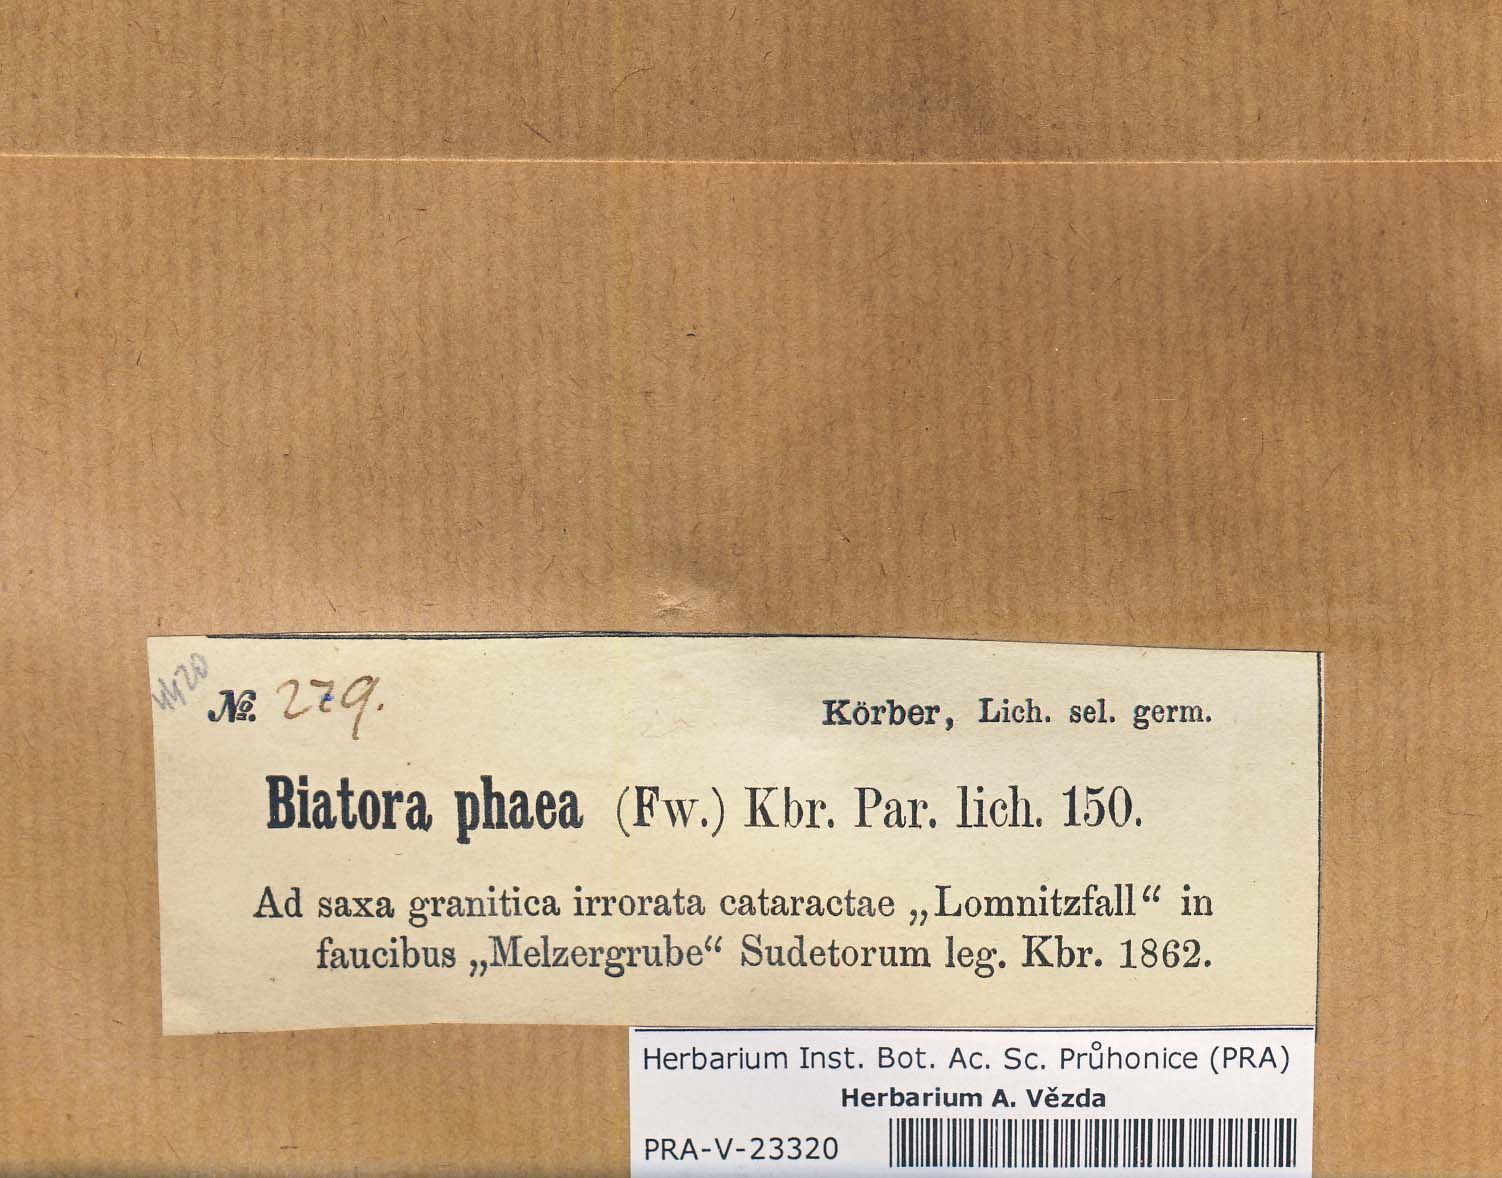 №. 279.
Körber, Lich. sel. germ.
Biatora phaea (Fw.) Kbr. Par. lich. 150.
Ad saxa granitica irrorata cataractae „Lomnitzfall“ in
faucibus „Melzergrube“ Sudetorum leg. Kbr. 1862.
Herbarium Inst. Bot. Ac. Sc. Průhonice (PRA)
Herbarium A. Vězda
PRA-V-23320